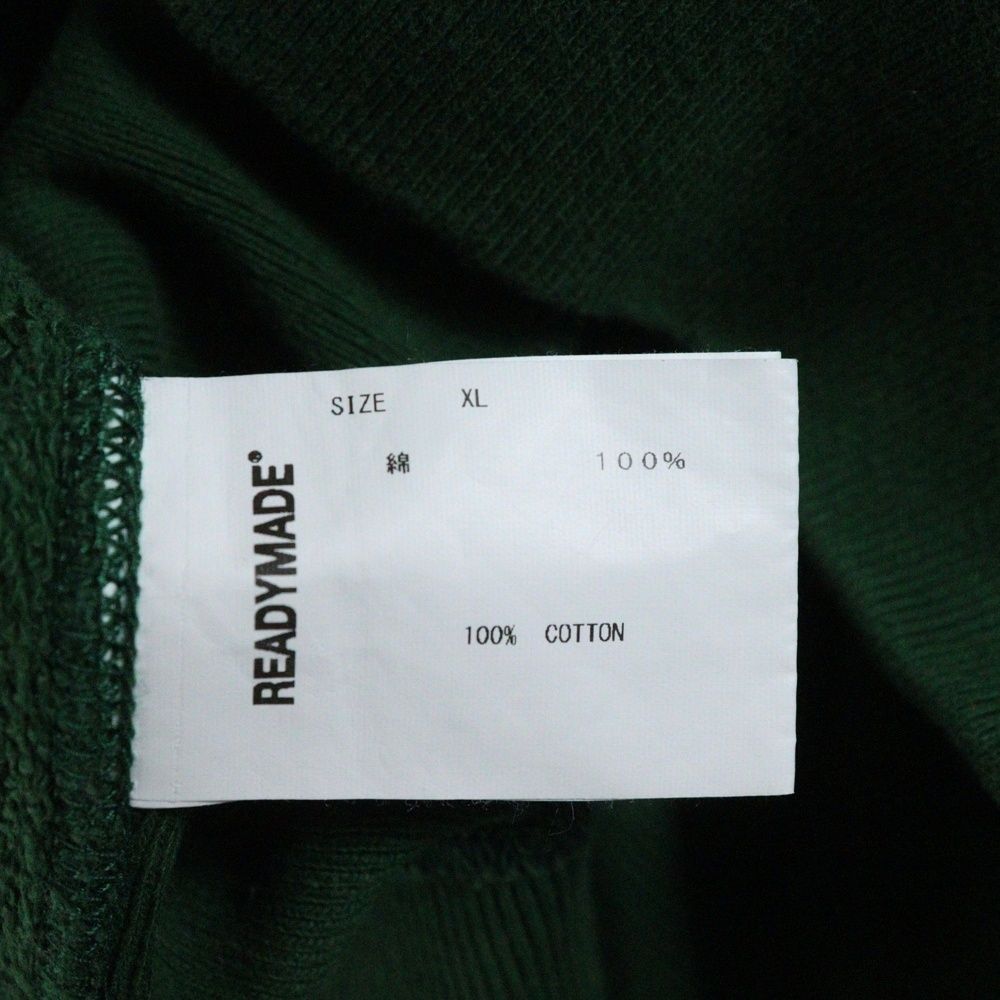 SIZE XL
綿 100%
100% COTTON
READYMADE®